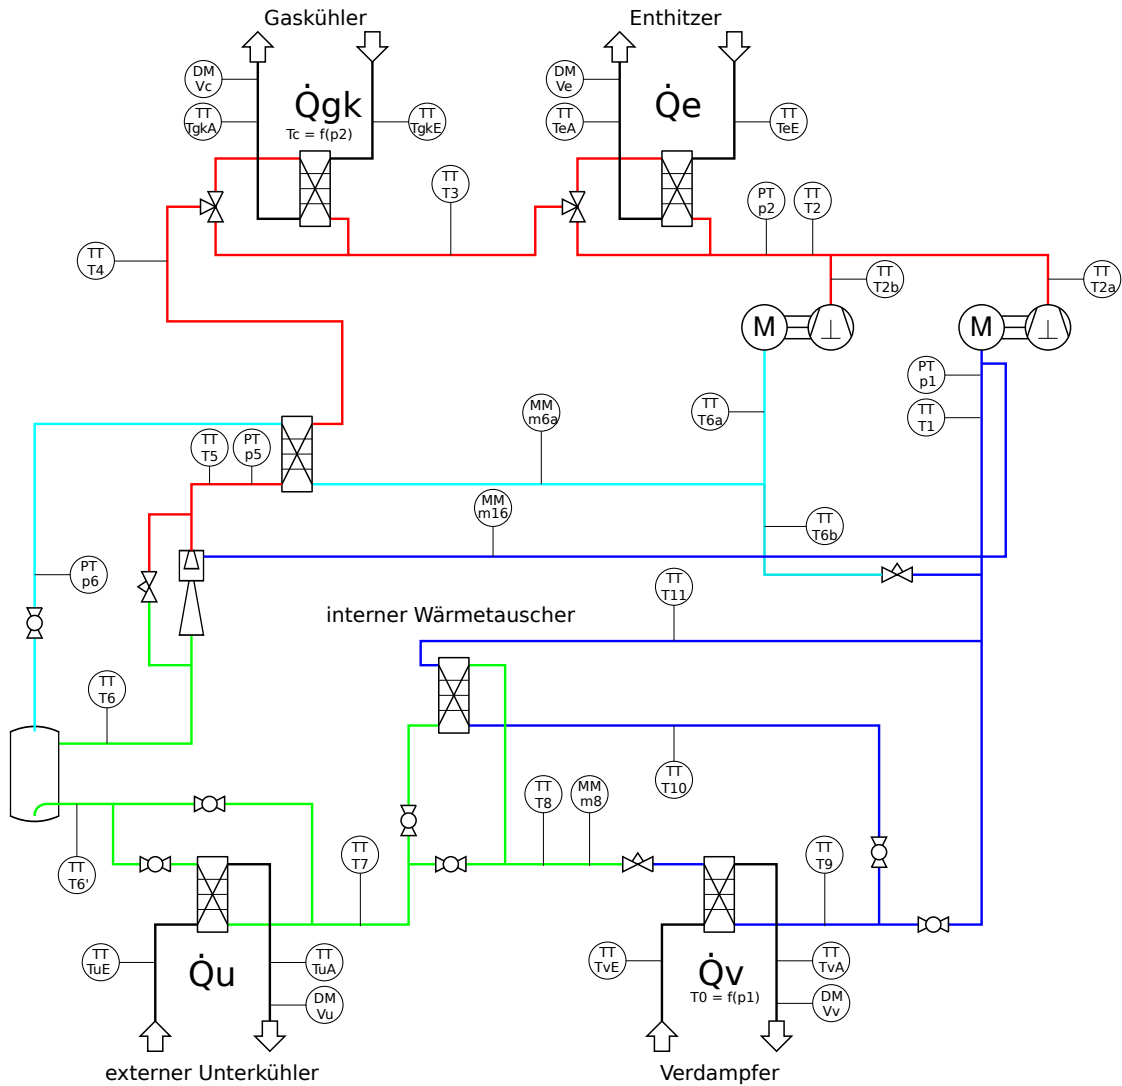 Gaskühler
Enthitzer
DM
Vc
DM
Ve
Q̇gk
Q̇e
TT
TgkA
Tc = f(p2)
TT
TgkE
TT
TeA
TT
TeE
TT
T3
PT
p2
TT
T2
TT
T4
TT
T2b
TT
T2a
M
M
PT
p1
TT
T6a
TT
T1
MM
m6a
TT
T5
PT
p5
MM
m16
TT
T6b
PT
p6
TT
T11
interner Wärmetauscher
TT
T6
TT
T10
TT
T8
MM
m8
TT
T6'
TT
T7
TT
T9
TT
TuE
Q̇u
TT
TuA
TT
TvE
Q̇v
T0 = f(p1)
TT
TvA
DM
Vu
DM
Vv
externer Unterkühler
Verdampfer